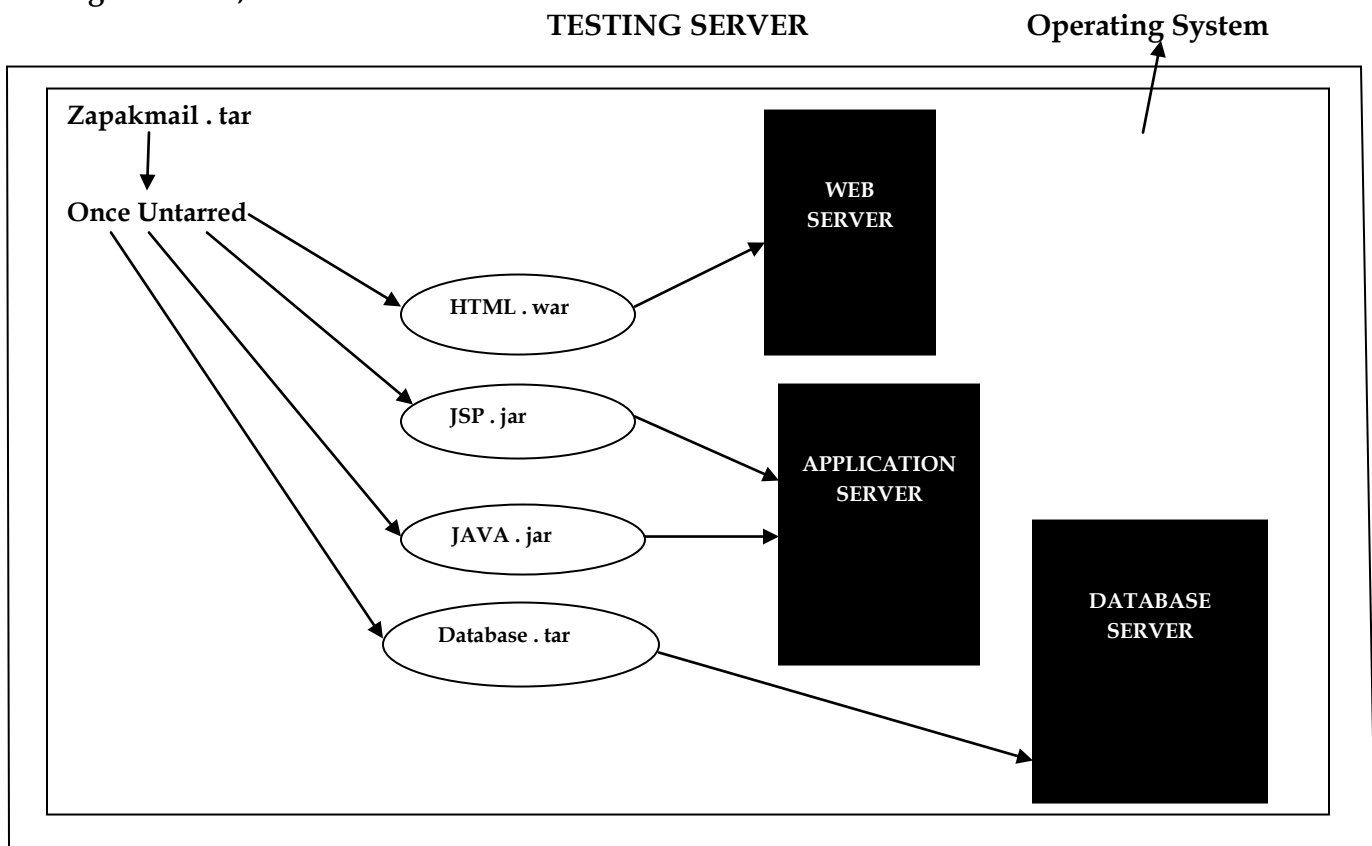 TESTING SERVER
Operating System
Zapakmail . tar
Once Untarred
WEB
SERVER
HTML . war
JSP . jar
APPLICATION
SERVER
JAVA . jar
DATABASE
SERVER
Database . tar